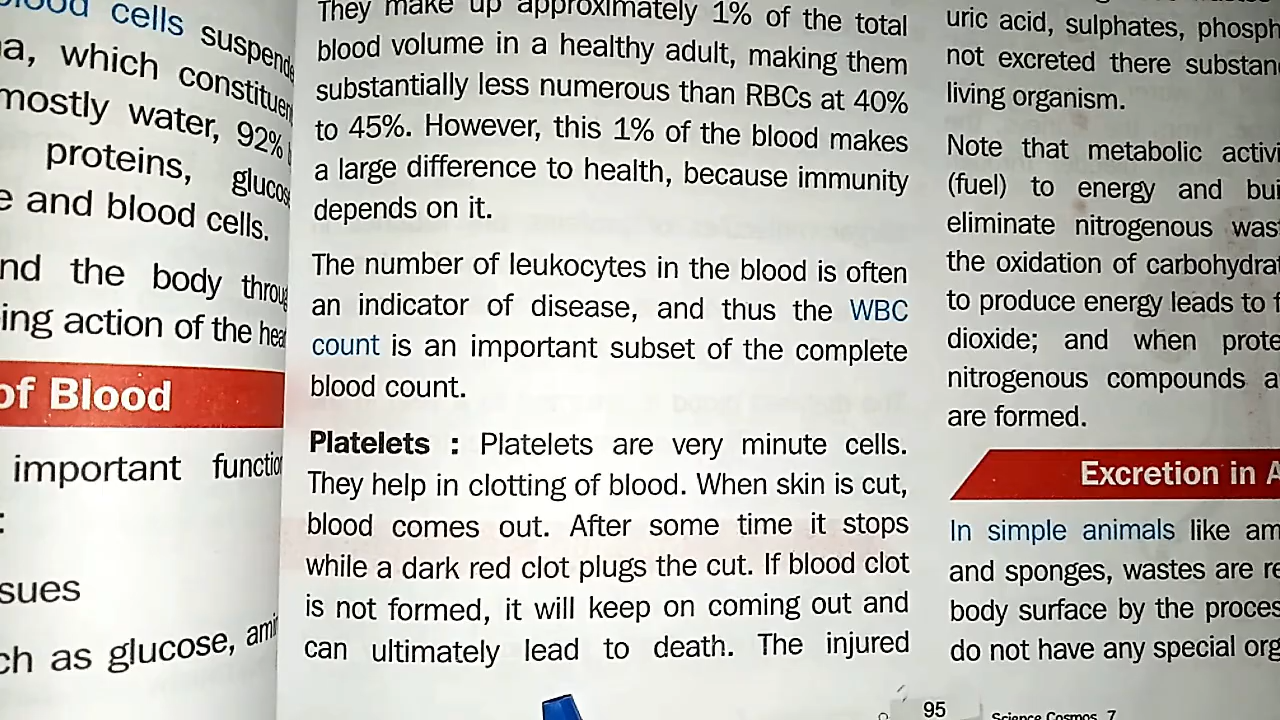 cells suspende
a, which constituen
mostly water, 92%
proteins, glucose
e and blood cells.
nd the body throug
ing action of the hea
of Blood
important function
:
sues
ch as glucose, ami
They make up approximately 1% of the total
blood volume in a healthy adult, making them
substantially less numerous than RBCs at 40%
to 45%. However, this 1% of the blood makes
a large difference to health, because immunity
depends on it.
The number of leukocytes in the blood is often
an indicator of disease, and thus the WBC
count is an important subset of the complete
blood count.
Platelets : Platelets are very minute cells.
They help in clotting of blood. When skin is cut,
blood comes out. After some time it stops
while a dark red clot plugs the cut. If blood clot
is not formed, it will keep on coming out and
can ultimately lead to death. The injured
uric acid, sulphates, phosph
not excreted there substan
living organism.
Note that metabolic activi
(fuel) to energy and bui
eliminate nitrogenous was
the oxidation of carbohydrat
to produce energy leads to f
dioxide; and when prote
nitrogenous compounds a
are formed.
Excretion in A
In simple animals like am
and sponges, wastes are re
body surface by the proces
do not have any special org
95
Science Cosmos 7